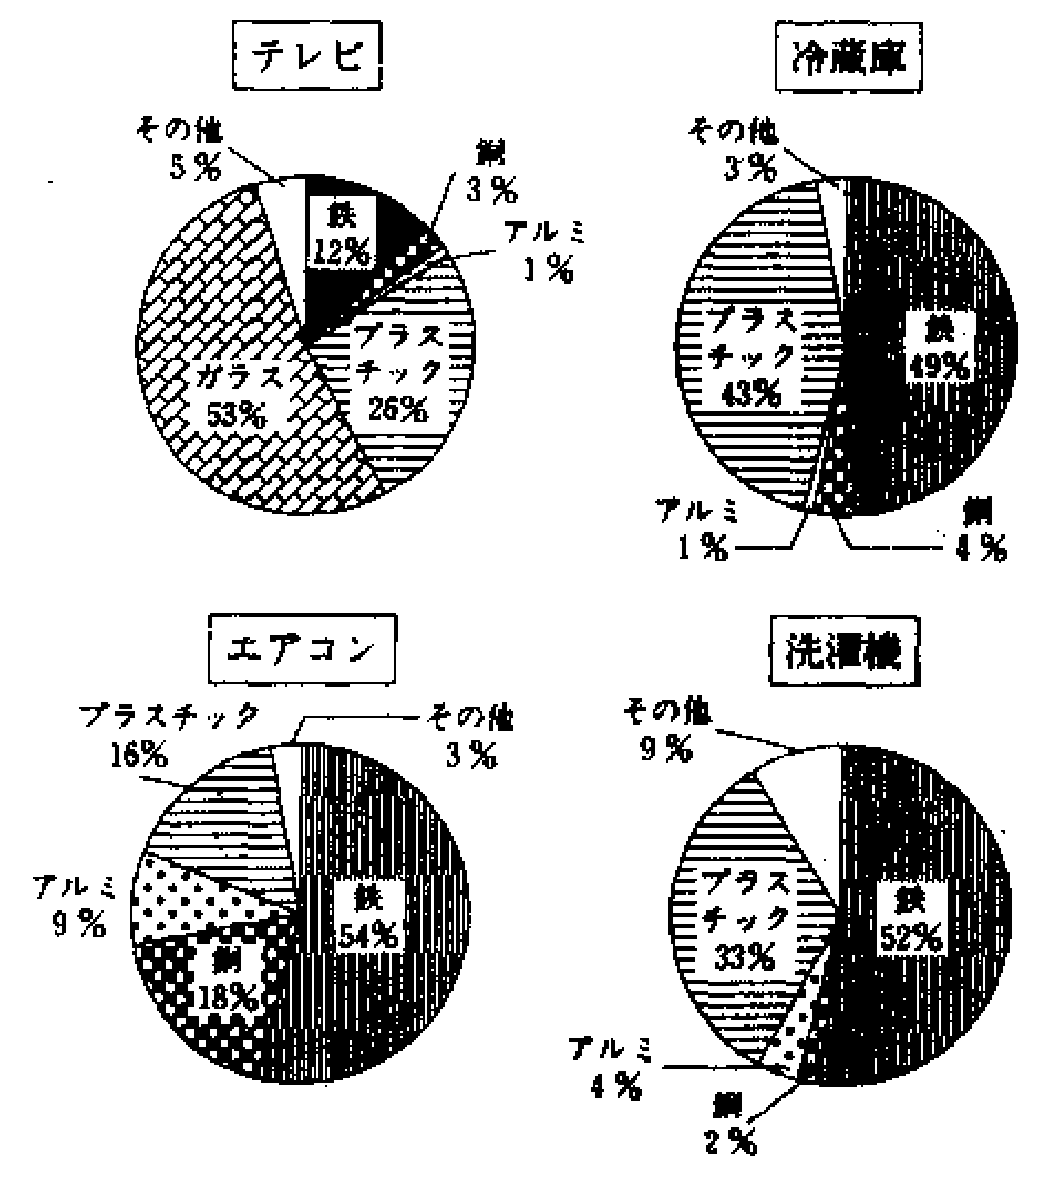 テレビ
その他
5%
銅
3%
アルミ
1%
鉄
12%
プラス
チック
26%
ガラス
53%
冷蔵庫
その他
3%
鉄
49%
プラス
チック
43%
アルミ
1%
銅
4%
エアコン
プラスチック
16%
その他
3%
アルミ
9%
鉄
54%
銅
18%
洗濯機
その他
9%
鉄
52%
プラス
チック
33%
アルミ
4%
銅
2%